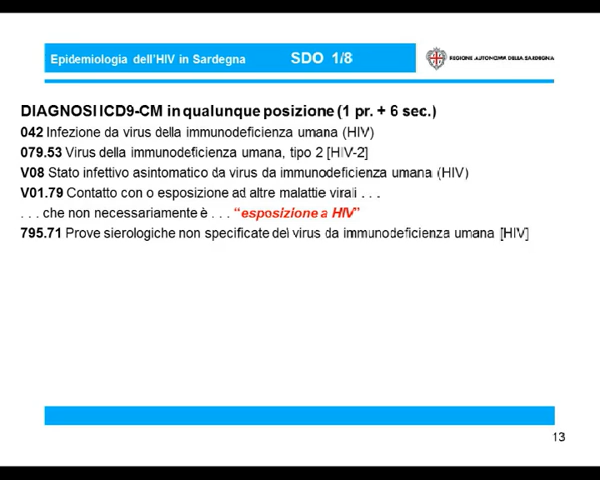 Epidemiologia dell'HIV in Sardegna SDO 1/8
REGIONE AUTONOMA DELLA SARDEGNA
DIAGNOSI ICD9-CM in qualunque posizione (1 pr. + 6 sec.)
042 Infezione da virus della immunodeficienza umana (HIV)
079.53 Virus della immunodeficienza umana, tipo 2 [HIV-2]
V08 Stato infettivo asintomatico da virus da immunodeficienza umana (HIV)
V01.79 Contatto con o esposizione ad altre malattie virali . . .
. . . che non necessariamente è . . . “esposizione a HIV”
795.71 Prove sierologiche non specificate del virus da immunodeficienza umana [HIV]
13